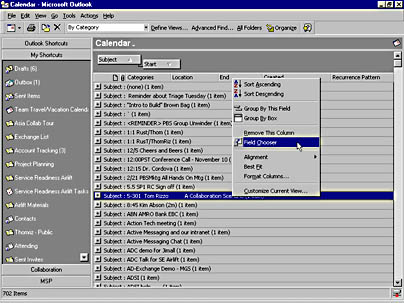 Calendar - Microsoft Outlook
File Edit View Go Tools Actions Help
By Category Define Views... Advanced Find... All Folders Organize
Outlook Shortcuts
My Shortcuts
Drafts (6)
Outbox (1)
Sent Items
Team Travel/Vacation Calendar
Asia Collab Tour
Exchange List
Account Tracking (3)
Project Planning
Service Readiness Airlift
Service Readiness Airlift Tasks
Airlift Materials
Contacts
Thomriz - Public
Attending
Sent Invites
Collaboration
MSP
Calendar
Subject
Start
Categories Location End Created Recurrence Pattern
Subject : (none) (1 item)
Subject : Reminder about Triage Tuesday (1 item)
Subject : "Intro to Build" Brown Bag (1 item)
Subject : ' (1 item)
Subject : <REMINDER> PBS Group Unwinder (1 item)
Subject : 1:1 Rust/Thom (1 item)
Subject : 1:1 Rust/ThomRiz (1 item)
Subject : 12/5 Cheers and Beers (1 item)
Subject : 12:00PST Conference Call - November
Subject : 12:15 Dr. Cordova (1 item)
Subject : 2/21 PBSMBig All Hands On Mtg (1 item)
Subject : 5.5 SP1 RC Sign off (1 item)
Subject : 5-301 Tom Rizzo A Collaboration
Subject : 8:45 Kim Abson (2m) (1 item)
Subject : ABN AMRO Bank EBC (1 item)
Subject : Action Tech meeting (1 item)
Subject : Active Messaging and our intranet (1 item)
Subject : Active Messaging Chat (1 item)
Subject : ADC demo for Jimall (1 item)
Subject : ADC Talk for SE Airlift (1 item)
Subject : AD-Exchange Demo - MGS (1 item)
Subject : ADSI (1 item)
Sort Ascending
Sort Descending
Group By This Field
Group By Box
Remove This Column
Field Chooser
Alignment
Best Fit
Format Columns...
Customize Current View...
702 Items